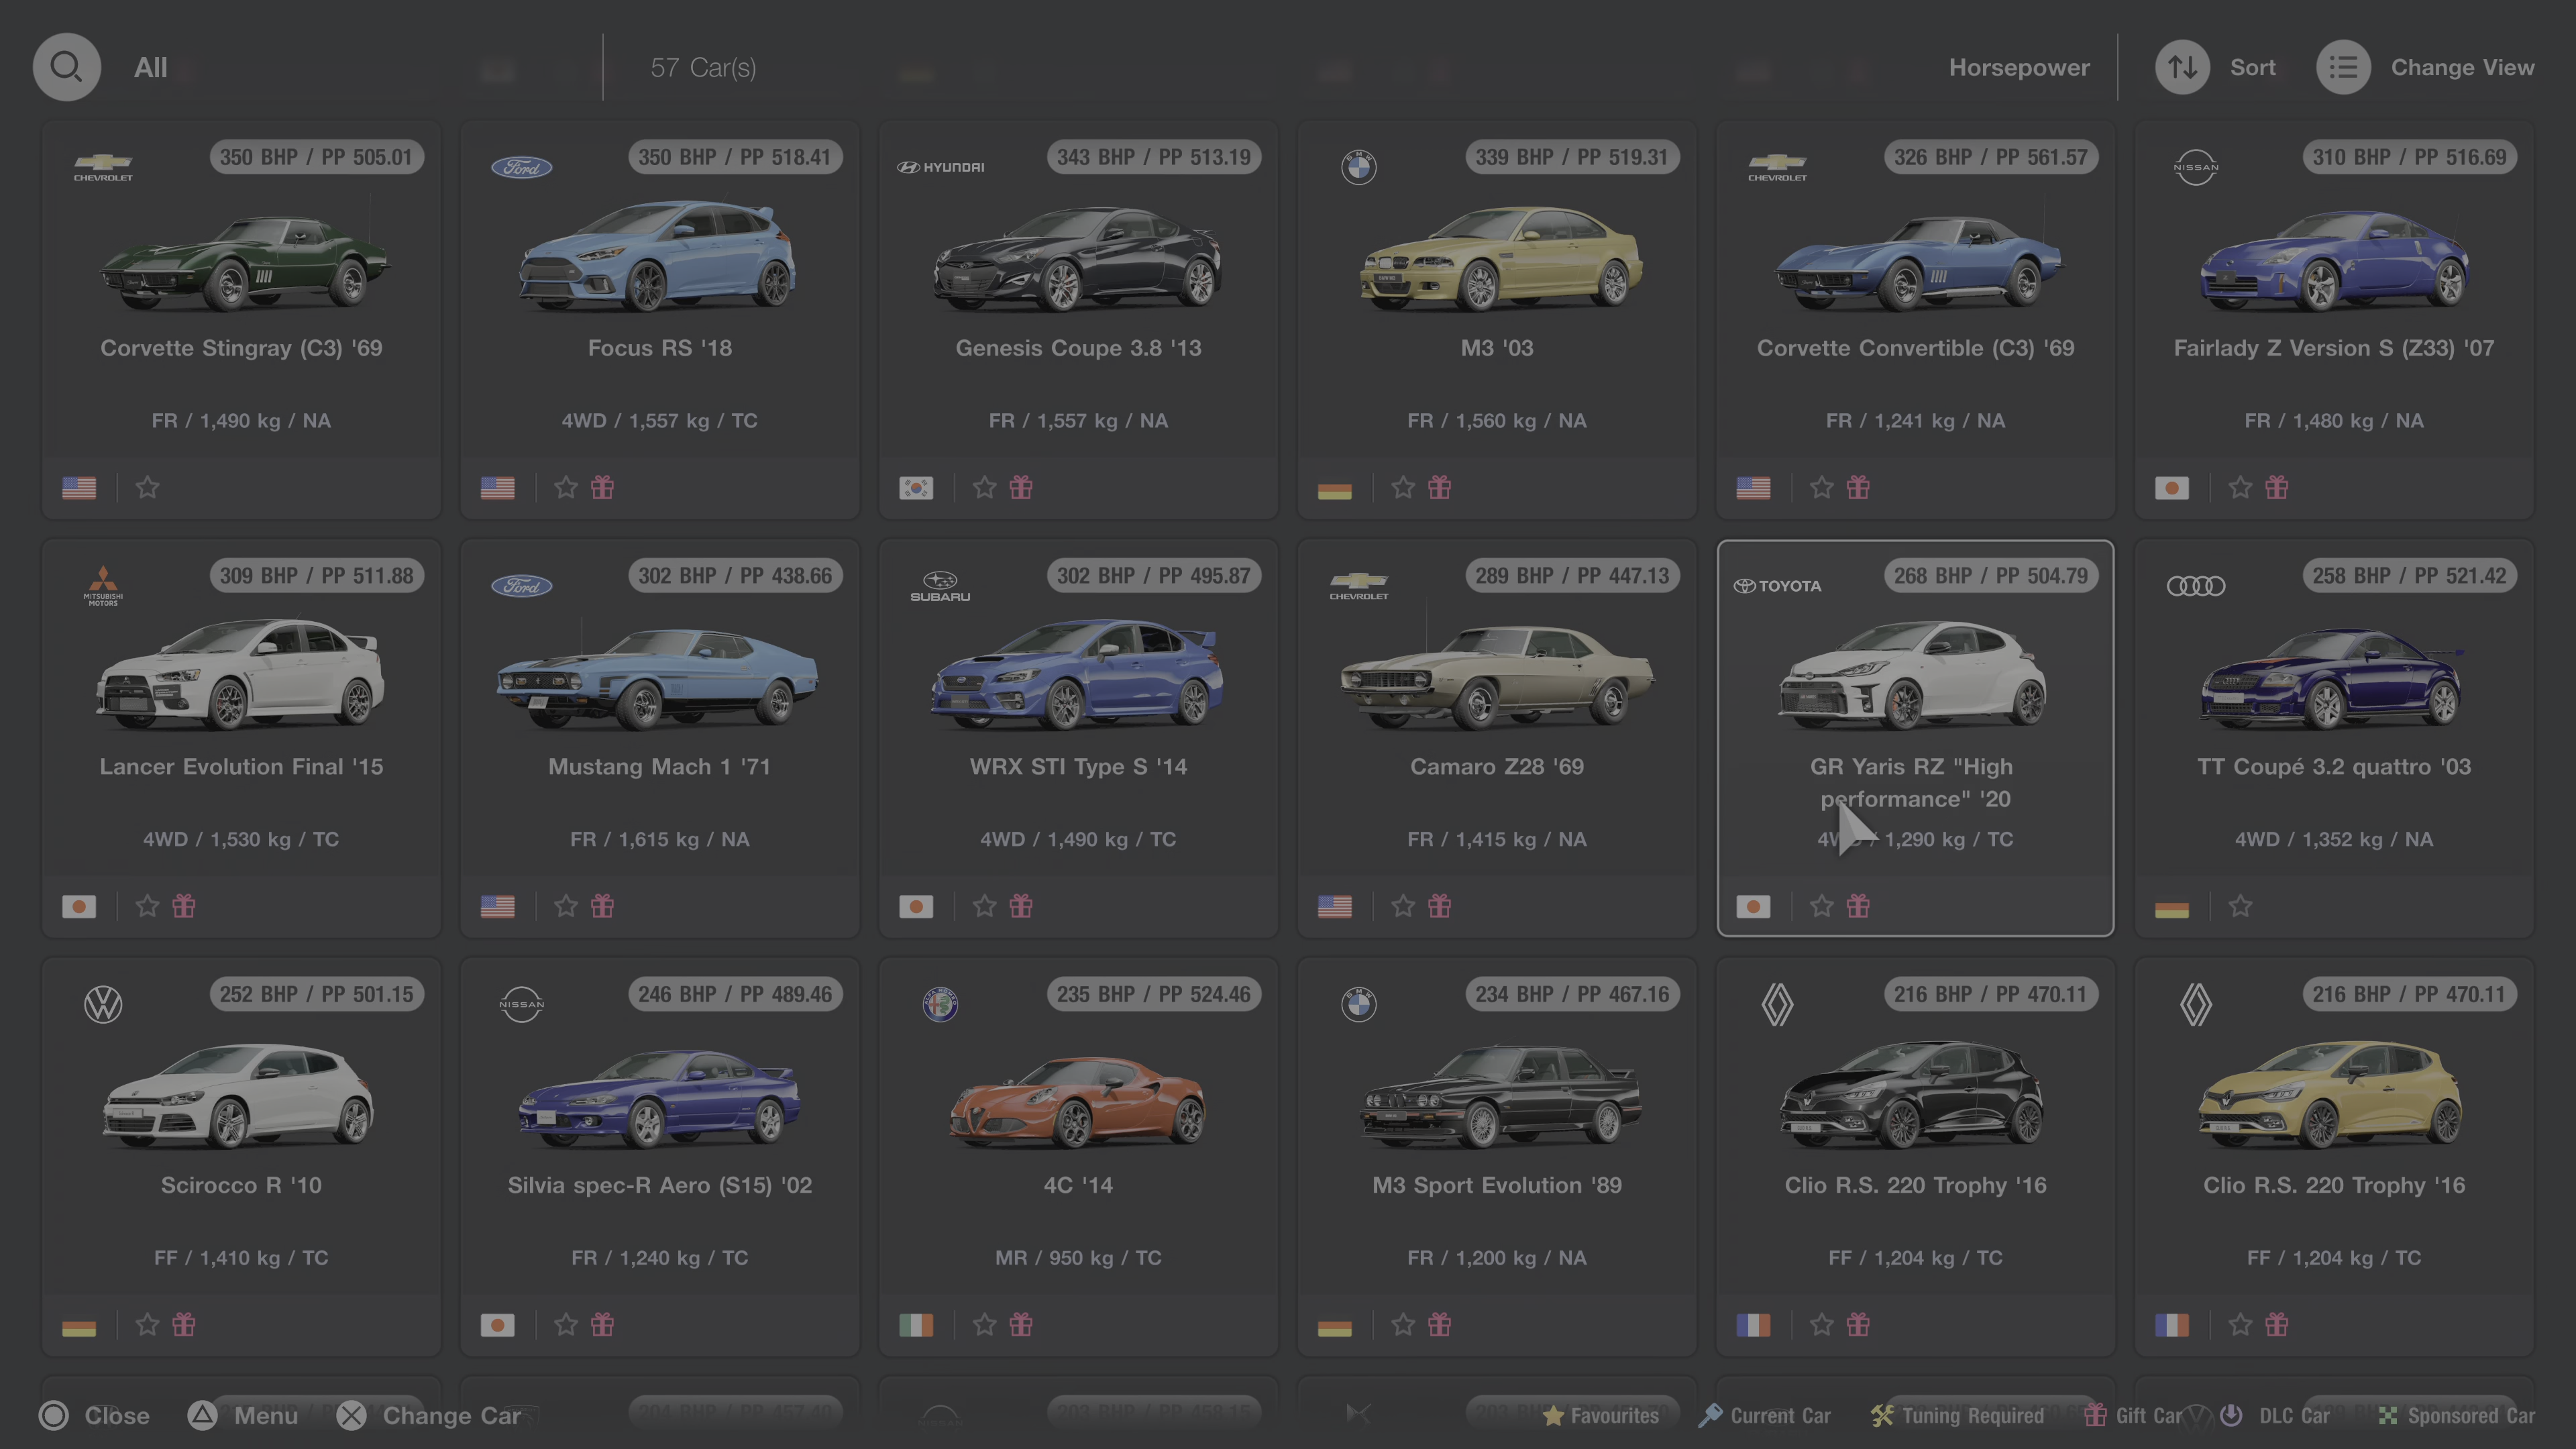 All
57 Car(s)
Horsepower
Sort
Change View
CHEVROLET
350 BHP / PP 505.01
Corvette Stingray (C3) '69
FR / 1,490 kg / NA
Ford
350 BHP / PP 518.41
Focus RS '18
4WD / 1,557 kg / TC
HYUNDAI
343 BHP / PP 513.19
Genesis Coupe 3.8 '13
FR / 1,557 kg / NA
BMW
339 BHP / PP 519.31
M3 '03
FR / 1,560 kg / NA
CHEVROLET
326 BHP / PP 561.57
Corvette Convertible (C3) '69
FR / 1,241 kg / NA
NISSAN
310 BHP / PP 516.69
Fairlady Z Version S (Z33) '07
FR / 1,480 kg / NA
MITSUBISHI
MOTORS
309 BHP / PP 511.88
Lancer Evolution Final '15
4WD / 1,530 kg / TC
Ford
302 BHP / PP 438.66
Mustang Mach 1 '71
FR / 1,615 kg / NA
SUBARU
302 BHP / PP 495.87
WRX STI Type S '14
4WD / 1,490 kg / TC
CHEVROLET
289 BHP / PP 447.13
Camaro Z28 '69
FR / 1,415 kg / NA
TOYOTA
268 BHP / PP 504.79
GR Yaris RZ "High
performance" '20
/ 1,290 kg / TC
258 BHP / PP 521.42
TT Coupé 3.2 quattro '03
4WD / 1,352 kg / NA
252 BHP / PP 501.15
Scirocco R '10
FF / 1,410 kg / TC
NISSAN
246 BHP / PP 489.46
Silvia spec-R Aero (S15) '02
FR / 1,240 kg / TC
ALFA ROMEO
235 BHP / PP 524.46
4C '14
MR / 950 kg / TC
BMW
234 BHP / PP 467.16
M3 Sport Evolution '89
FR / 1,200 kg / NA
216 BHP / PP 470.11
Clio R.S. 220 Trophy '16
FF / 1,204 kg / TC
216 BHP / PP 470.11
Clio R.S. 220 Trophy '16
FF / 1,204 kg / TC
Close
Menu
Change Car
Favourites
Current Car
Tuning Required
Gift Car
DLC Car
Sponsored Car